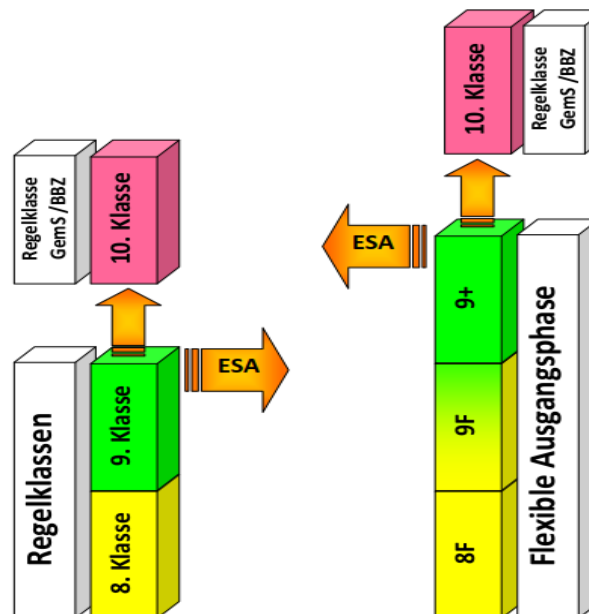 Regelklasse
GemS /BBZ
10. Klasse
ESA
Regelklassen
9. Klasse
8. Klasse
10. Klasse
Regelklasse
GemS /BBZ
ESA
9+
9F
8F
Flexible Ausgangsphase